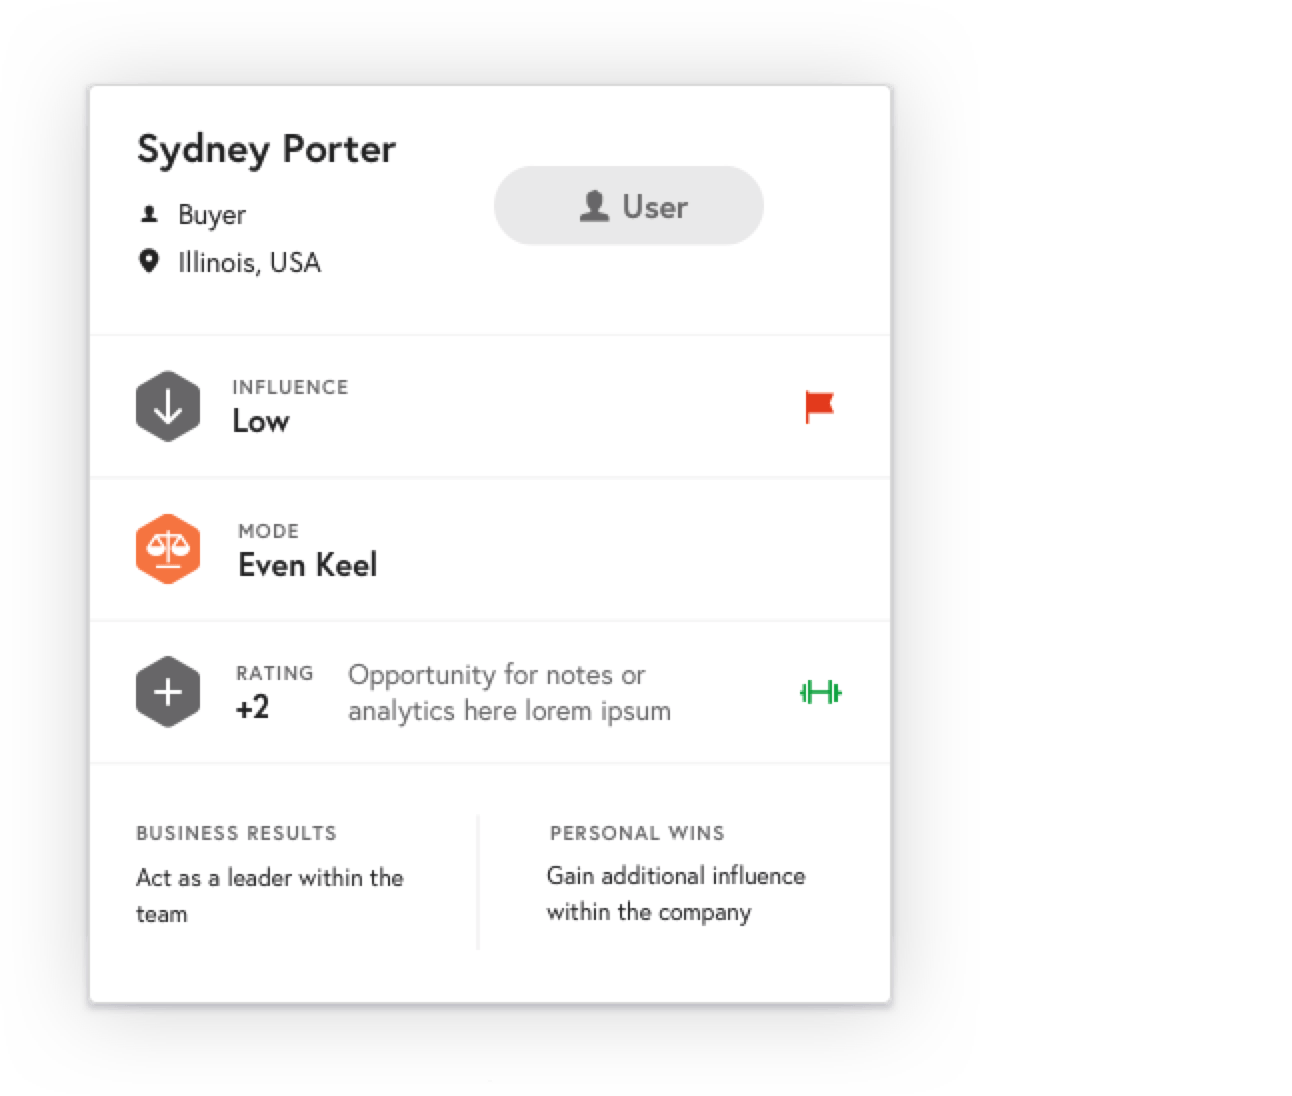 Sydney Porter
Buyer
User
Illinois, USA
INFLUENCE
Low
MODE
Even Keel
RATING
+2
Opportunity for notes or
analytics here lorem ipsum
BUSINESS RESULTS
Act as a leader within the
team
PERSONAL WINS
Gain additional influence
within the company